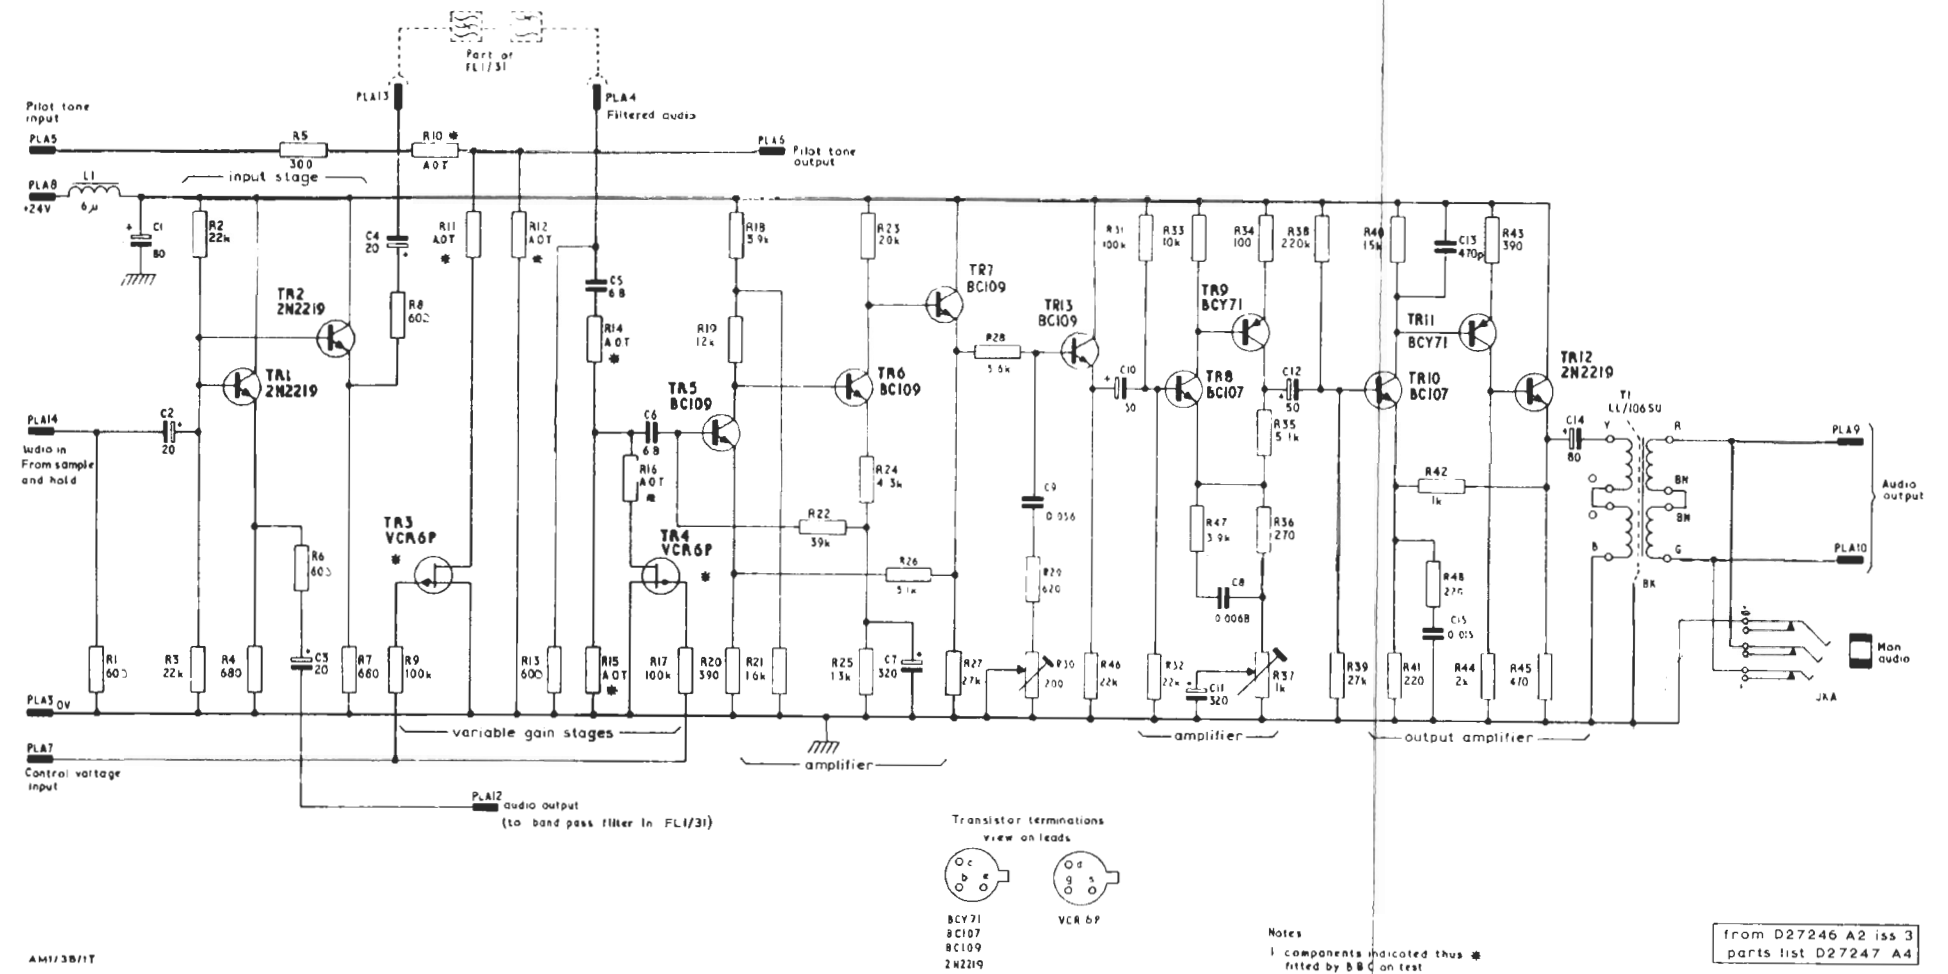 Part of
FL1/31
PLA13
PLA4
Filtered audio
Pilot tone
input
PLA5
R5
300
R10 *
AOT
PLA6
Pilot tone
output
input stage
PLA8
+24V
L1
6µ
C1
80
R2
22k
C4
20
R11
AOT
*
R12
AOT
*
R18
3.9k
R23
20k
R31
100k
R33
10k
R34
100
R38
220k
R40
15k
C13
470p
R43
390
TR2
2N2219
R8
C5
6 8
TR7
BC109
TR9
BCY71
R14
AOT
*
R19
12k
TR13
BC109
R28
5.6k
TR11
BCY71
TR1
2N2219
TR5
BC109
TR6
BC109
C10
50
TR8
BC107
C12
50
TR10
BC107
TR12
2N2219
T1
LL/106SU
PLA14
Audio in
From sample
and hold
C2
20
C6
6 8
R35
5.1k
C14
80
Y
R
PLA9
R16
AOT
*
R24
4.3k
R42
1k
BN
BN
Audio
output
C9
0 056
TR3
VCR6P
*
TR4
VCR6P
*
R22
39k
R47
3.9k
R36
270
R6
R26
5.1k
R29
620
C8
0 0068
R48
270
C15
0.015
B
G
BK
PLA10
R1
R3
22k
R4
680
C3
20
R7
680
R9
100k
R13
R15
AOT
*
R17
100k
R20
390
R21
16k
R25
13k
C7
320
R27
27k
R30
200
R46
22k
R32
22k
C11
320
R37
1k
R39
27k
R41
220
R44
2k
R45
470
Mon
audio
JKA
PLA3 0V
variable gain stages
amplifier
output amplifier
PLA7
Control voltage
input
amplifier
PLA12
audio output
(to band pass filter in FL1/31)
Transistor terminations
view on leads
c
b e
d
g s
BCY71
BC107
BC109
2N2219
VCR 6P
Notes
1 components indicated thus *
fitted by BBC on test
from D27246 A2 iss 3
parts list D27247 A4
AM1/3B/1T